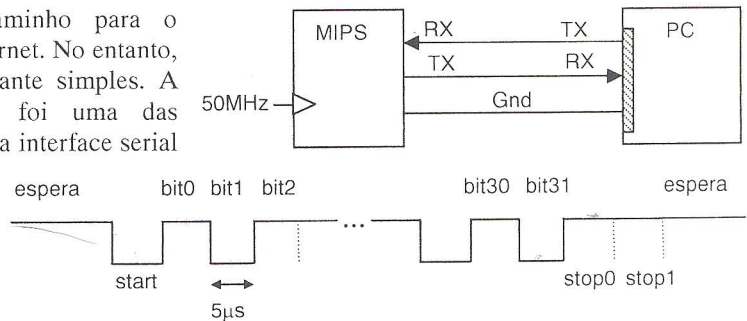 aminho para o
rnet. No entanto,
ante simples. A
foi uma das
a interface serial
MIPS
RX
TX
PC
TX
RX
50MHz
Gnd
espera
bit0
bit1
bit2
...
bit30
bit31
espera
start
stop0
stop1
5µs